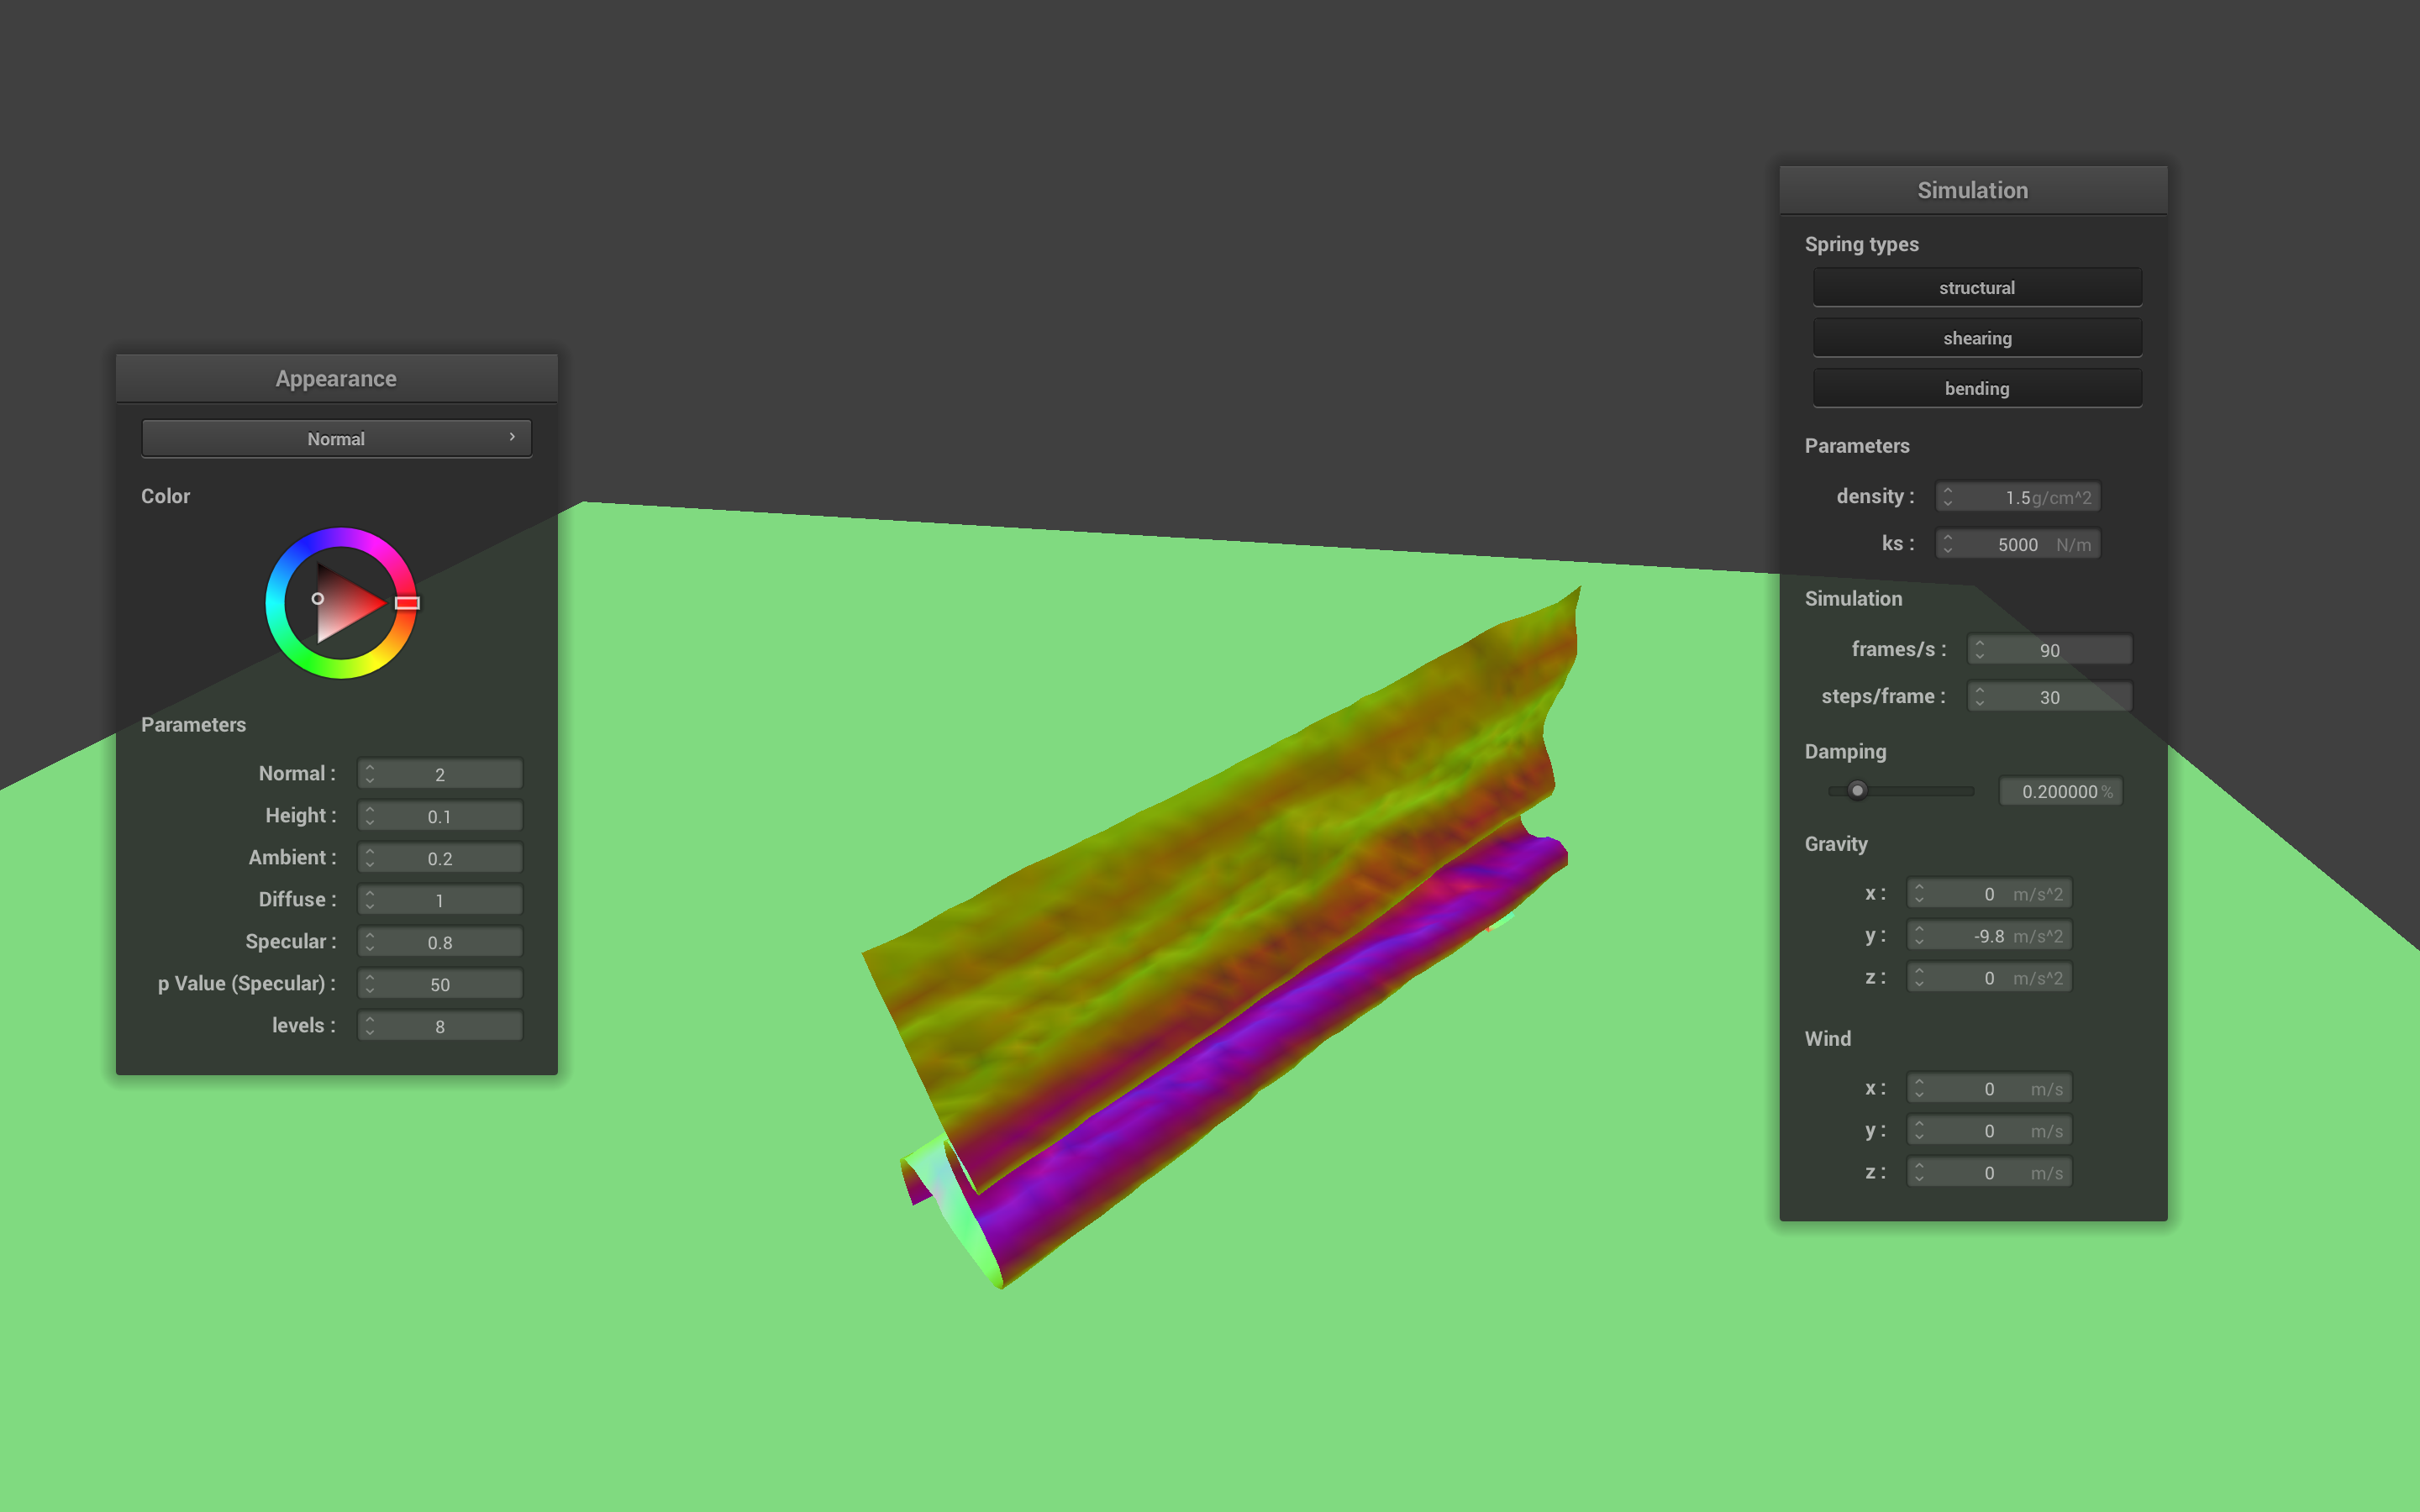 Appearance
Normal
Color
Parameters
Normal : 2
Height : 0.1
Ambient : 0.2
Diffuse : 1
Specular : 0.8
p Value (Specular) : 50
levels : 8
Simulation
Spring types
structural
shearing
bending
Parameters
density : 1.5 g/cm^2
ks : 5000 N/m
Simulation
frames/s : 90
steps/frame : 30
Damping
0.200000 %
Gravity
x : 0 m/s^2
y : -9.8 m/s^2
z : 0 m/s^2
Wind
x : 0 m/s
y : 0 m/s
z : 0 m/s